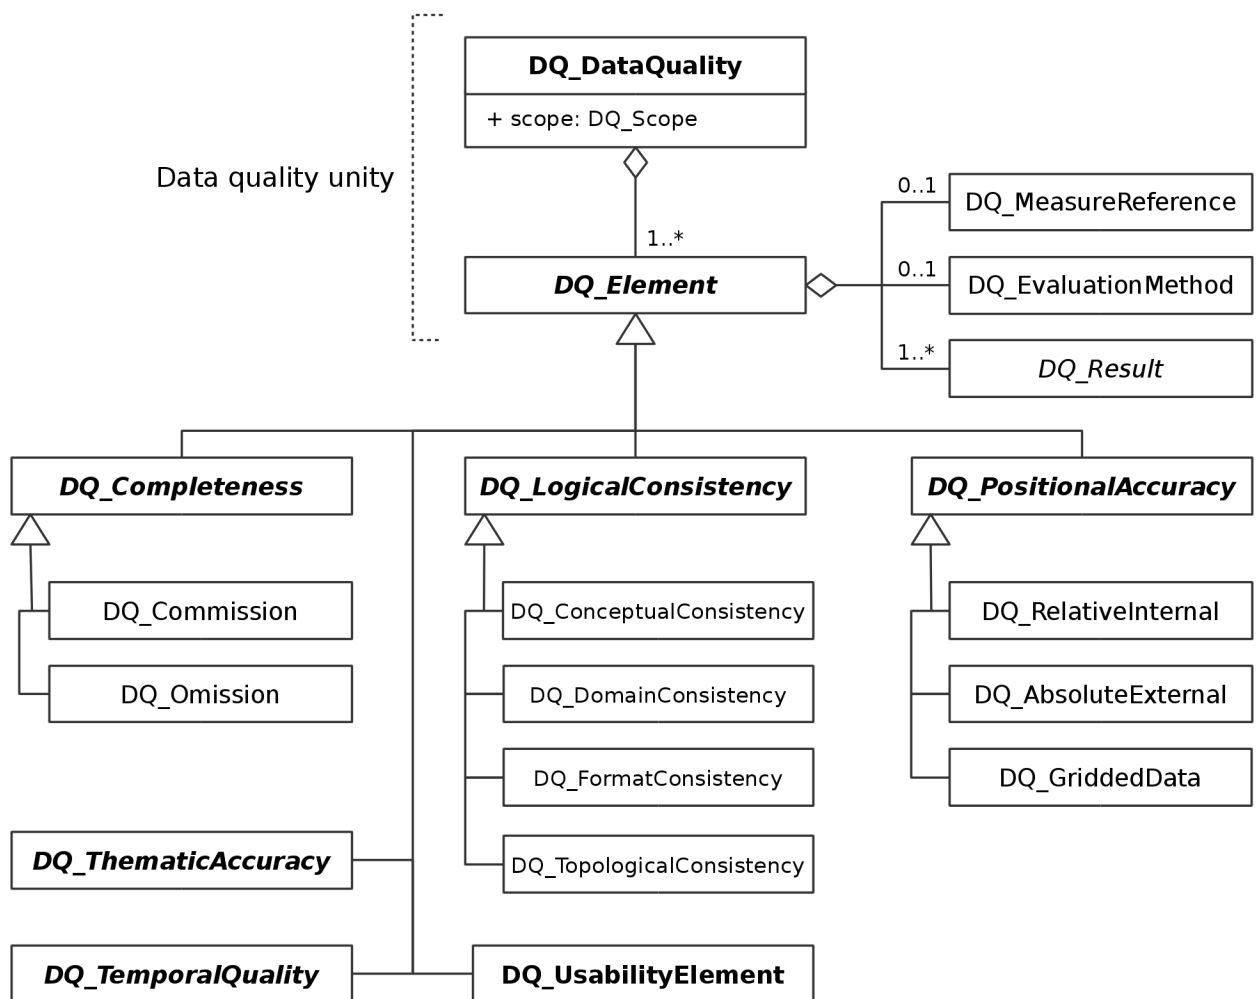 DQ_DataQuality
+ scope: DQ_Scope
Data quality unity
1..*
DQ_Element
0..1
DQ_MeasureReference
0..1
DQ_EvaluationMethod
1..*
DQ_Result
DQ_Completeness
DQ_LogicalConsistency
DQ_PositionalAccuracy
DQ_Commission
DQ_ConceptualConsistency
DQ_RelativeInternal
DQ_Omission
DQ_DomainConsistency
DQ_AbsoluteExternal
DQ_FormatConsistency
DQ_GriddedData
DQ_ThematicAccuracy
DQ_TopologicalConsistency
DQ_TemporalQuality
DQ_UsabilityElement